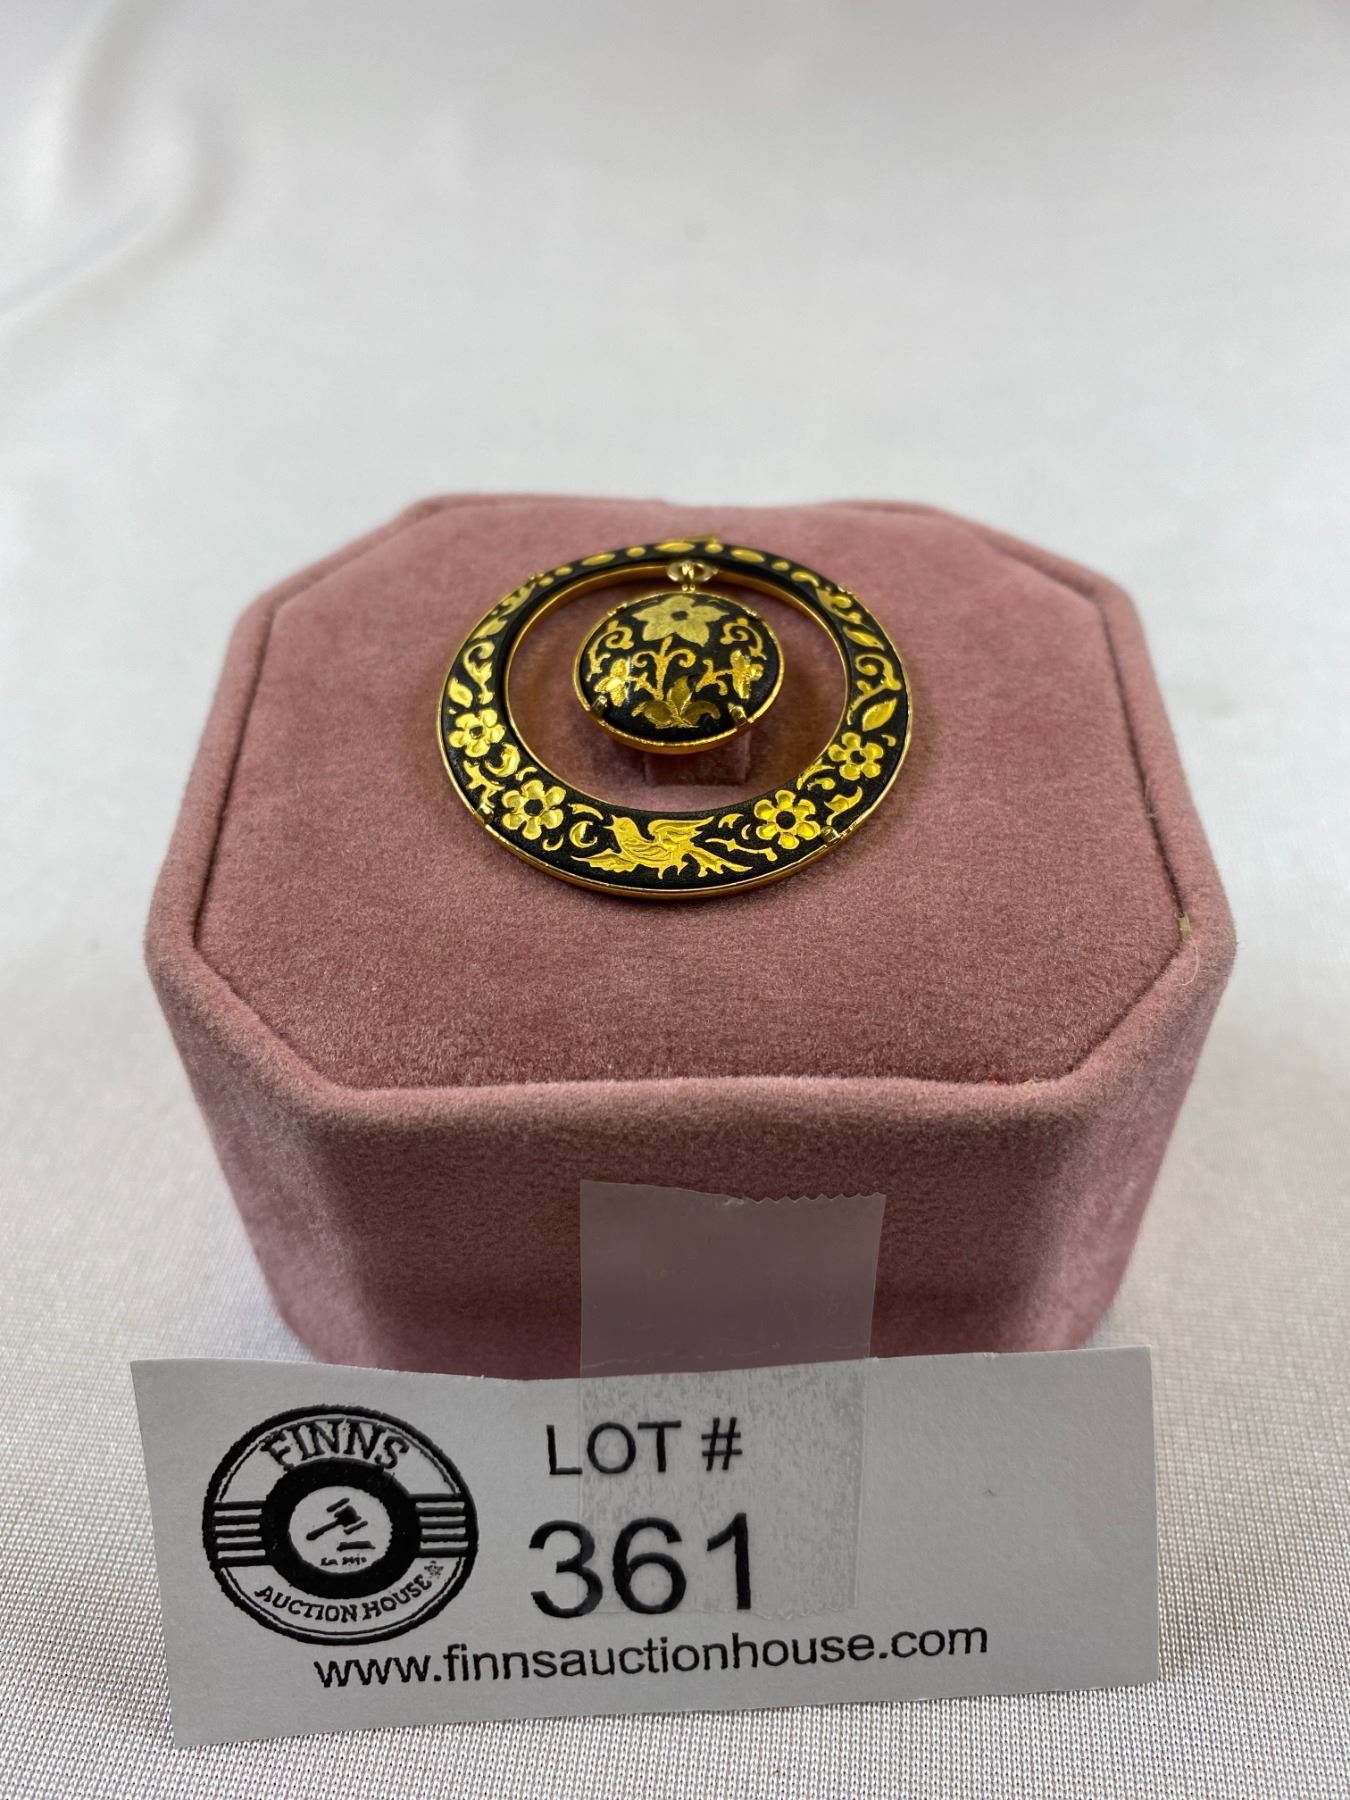 FINNS
AUCTION HOUSE
LOT #
361
www.finnsauctionhouse.com